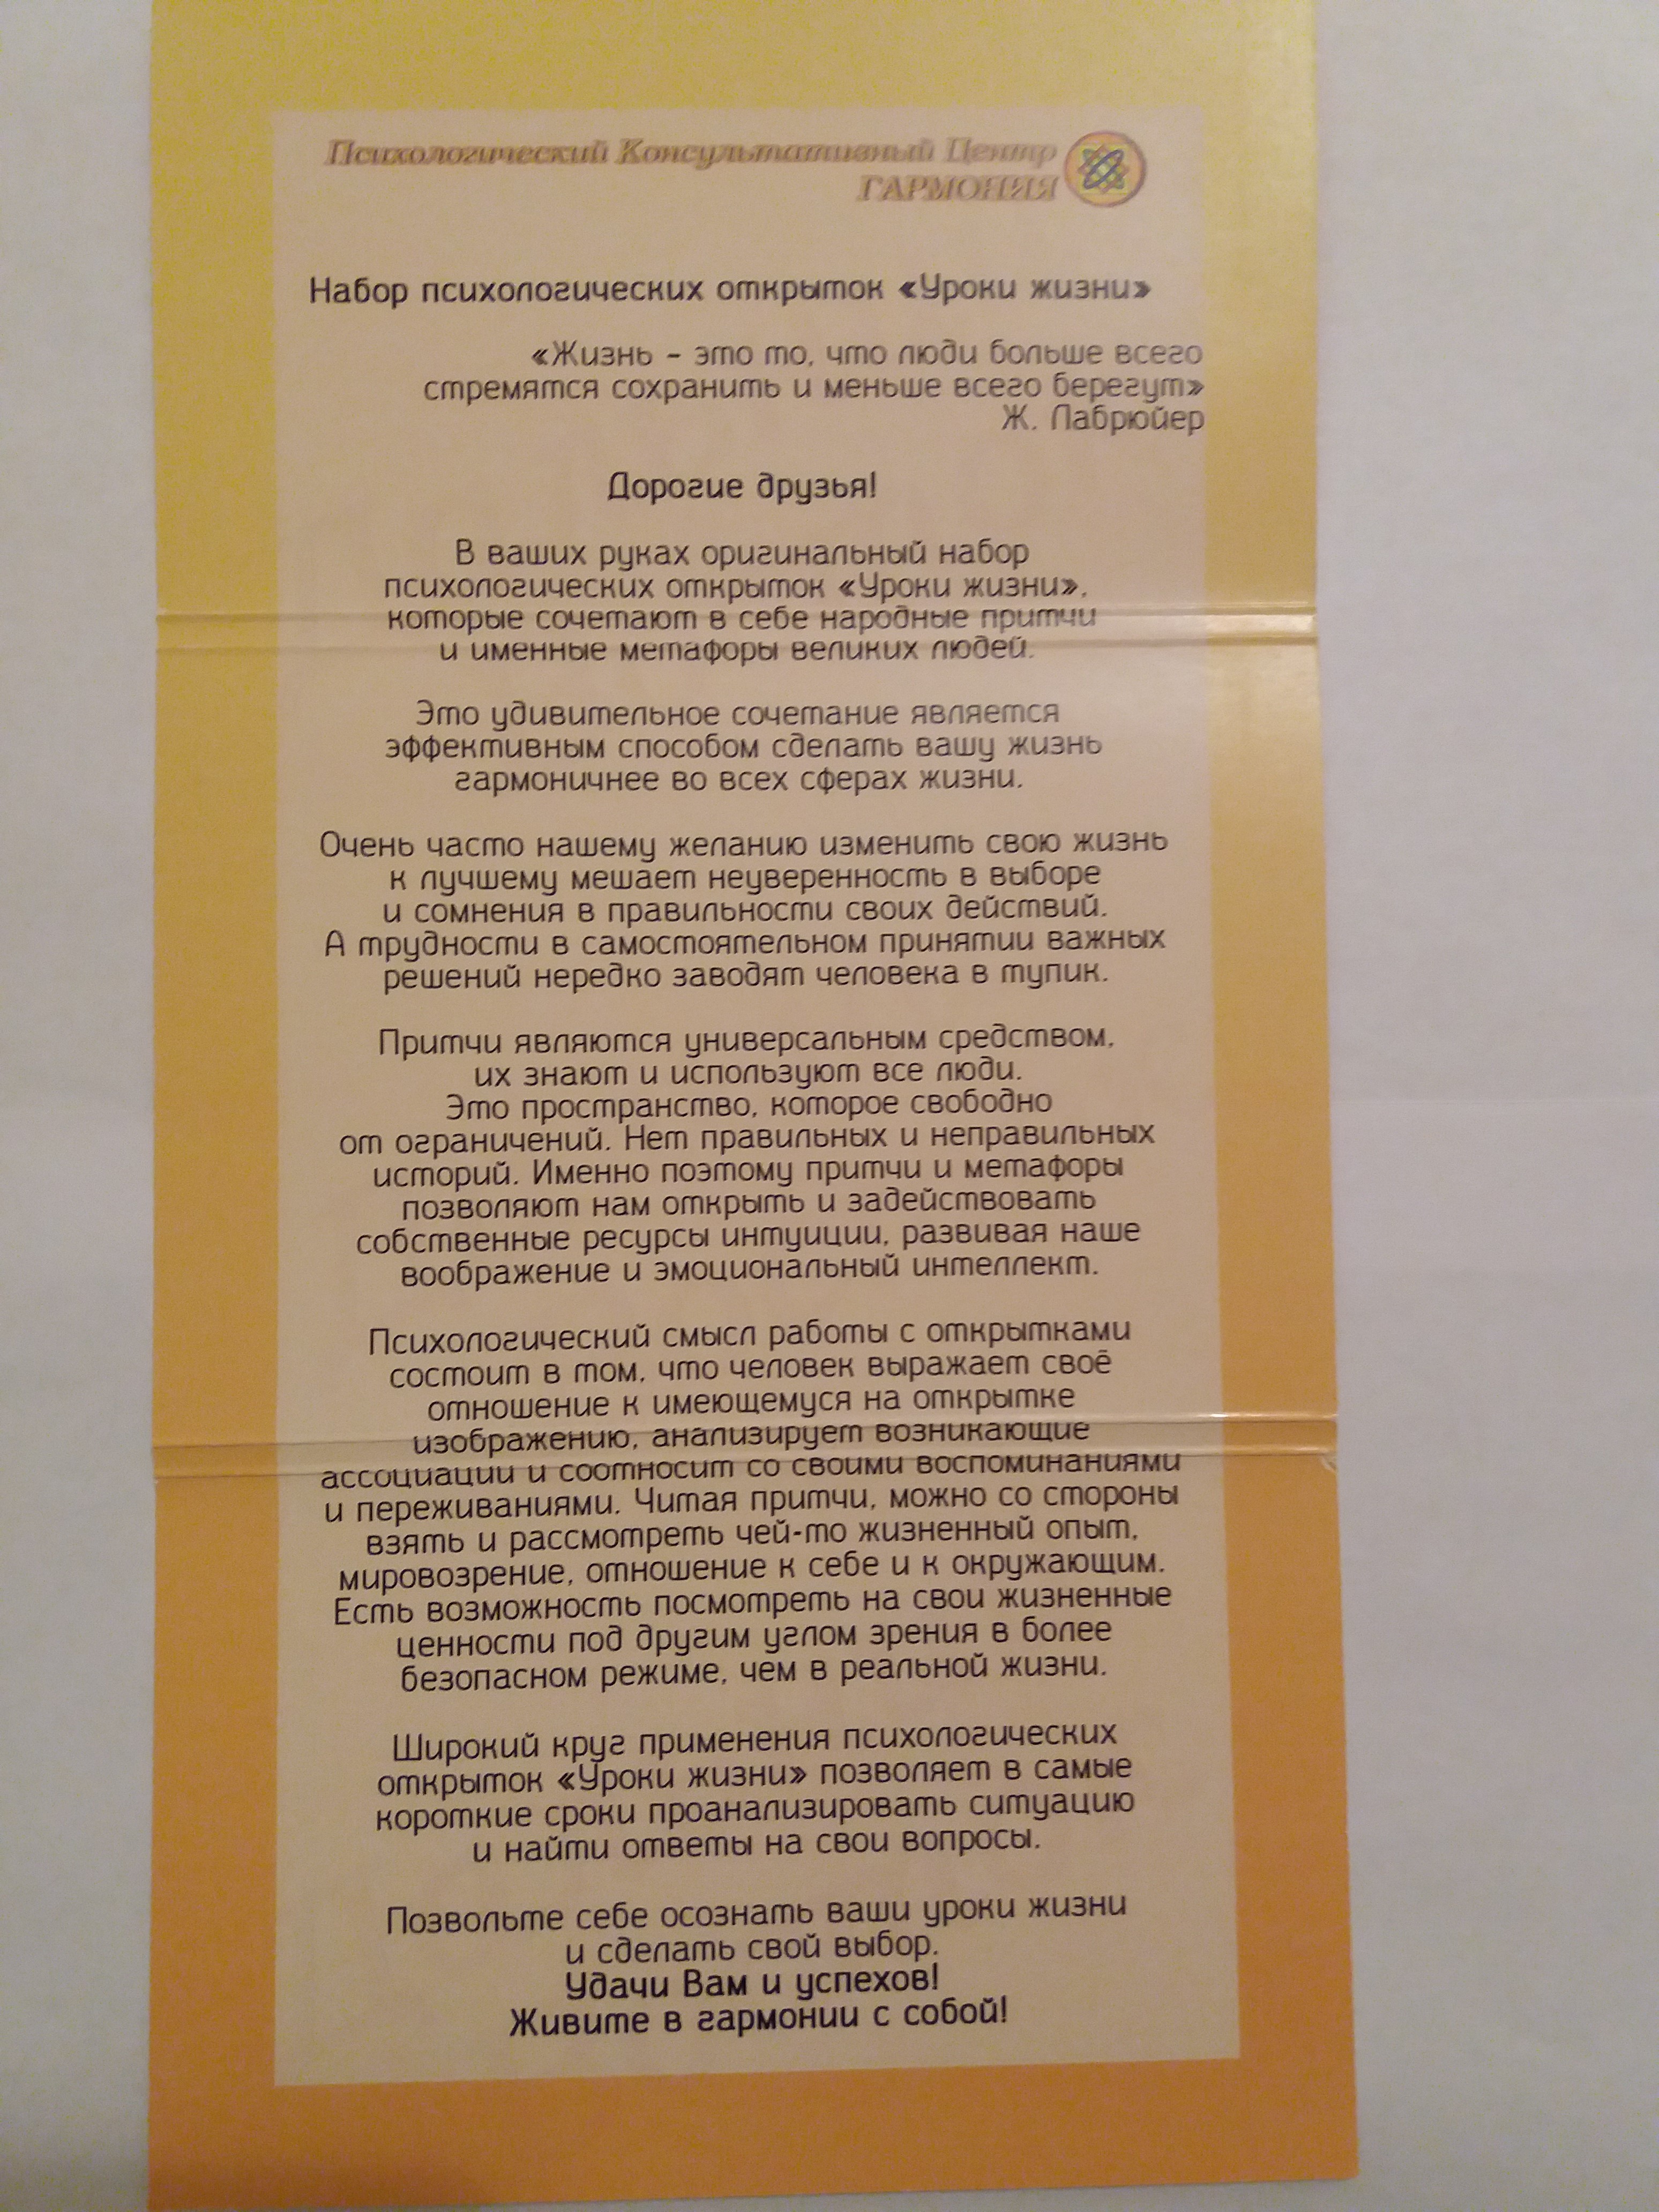 Психологический Консультативный Центр
ГАРМОНИЯ
Набор психологических открыток «Уроки жизни»
«Жизнь - это то, что люди больше всего
стремятся сохранить и меньше всего берегут»
Ж. Лабрюйер
Дорогие друзья!
В ваших руках оригинальный набор
психологических открыток «Уроки жизни»,
которые сочетают в себе народные притчи
и именные метафоры великих людей.
Это удивительное сочетание является
эффективным способом сделать вашу жизнь
гармоничнее во всех сферах жизни.
Очень часто нашему желанию изменить свою жизнь
к лучшему мешает неуверенность в выборе
и сомнения в правильности своих действий.
А трудности в самостоятельном принятии важных
решений нередко заводят человека в тупик.
Притчи являются универсальным средством,
их знают и используют все люди.
Это пространство, которое свободно
от ограничений. Нет правильных и неправильных
историй. Именно поэтому притчи и метафоры
позволяют нам открыть и задействовать
собственные ресурсы интуиции, развивая наше
воображение и эмоциональный интеллект.
Психологический смысл работы с открытками
состоит в том, что человек выражает своё
отношение к имеющемуся на открытке
изображению, анализирует возникающие
ассоциации и соотносит со своими воспоминаниями
и переживаниями. Читая притчи, можно со стороны
взять и рассмотреть чей-то жизненный опыт,
мировозрение, отношение к себе и к окружающим.
Есть возможность посмотреть на свои жизненные
ценности под другим углом зрения в более
безопасном режиме, чем в реальной жизни.
Широкий круг применения психологических
открыток «Уроки жизни» позволяет в самые
короткие сроки проанализировать ситуацию
и найти ответы на свои вопросы.
Позвольте себе осознать ваши уроки жизни
и сделать свой выбор.
Удачи Вам и успехов!
Живите в гармонии с собой!